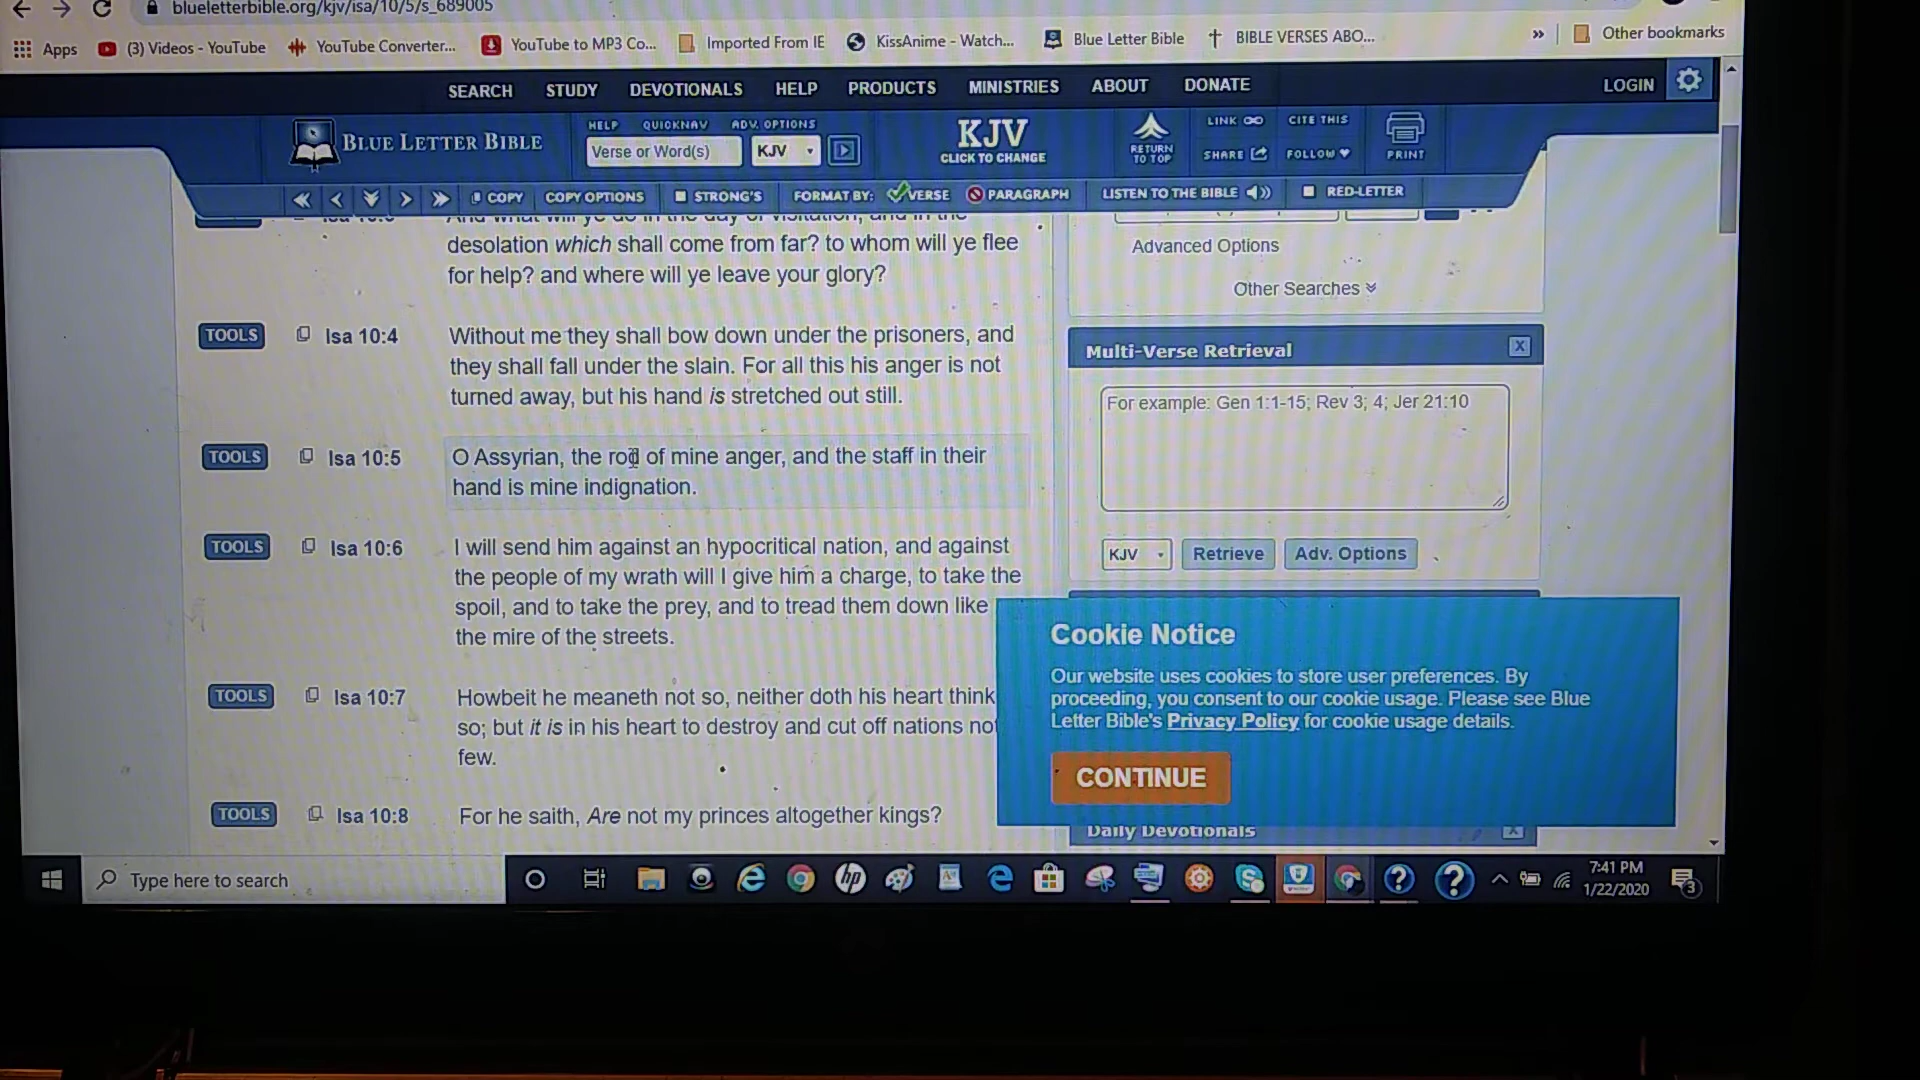 blueletterbible.org/kjv/isa/10/5/s_689005
Apps (3) Videos - YouTube YouTube Converter... YouTube to MP3 Co... Imported From IE KissAnime - Watch... Blue Letter Bible BIBLE VERSES ABO... » Other bookmarks
SEARCH STUDY DEVOTIONALS HELP PRODUCTS MINISTRIES ABOUT DONATE LOGIN
BLUE LETTER BIBLE
HELP QUICKNAV ADV. OPTIONS
Verse or Word(s) KJV
KJV
CLICK TO CHANGE
RETURN
TO TOP
LINK CITE THIS
SHARE FOLLOW
PRINT
COPY COPY OPTIONS STRONG'S FORMAT BY: VERSE PARAGRAPH LISTEN TO THE BIBLE RED-LETTER
And what will ye do in the day of visitation, and in the
desolation which shall come from far? to whom will ye flee
for help? and where will ye leave your glory?
TOOLS Isa 10:4 Without me they shall bow down under the prisoners, and
they shall fall under the slain. For all this his anger is not
turned away, but his hand is stretched out still.
TOOLS Isa 10:5 O Assyrian, the rod of mine anger, and the staff in their
hand is mine indignation.
TOOLS Isa 10:6 I will send him against an hypocritical nation, and against
the people of my wrath will I give him a charge, to take the
spoil, and to take the prey, and to tread them down like
the mire of the streets.
TOOLS Isa 10:7 Howbeit he meaneth not so, neither doth his heart think
so; but it is in his heart to destroy and cut off nations no
few.
TOOLS Isa 10:8 For he saith, Are not my princes altogether kings?
Advanced Options
Other Searches
Multi-Verse Retrieval X
For example: Gen 1:1-15; Rev 3; 4; Jer 21:10
KJV Retrieve Adv. Options
Cookie Notice
Our website uses cookies to store user preferences. By
proceeding, you consent to our cookie usage. Please see Blue
Letter Bible's Privacy Policy for cookie usage details.
CONTINUE
Daily Devotionals X
Type here to search
hp
7:41 PM
1/22/2020
3